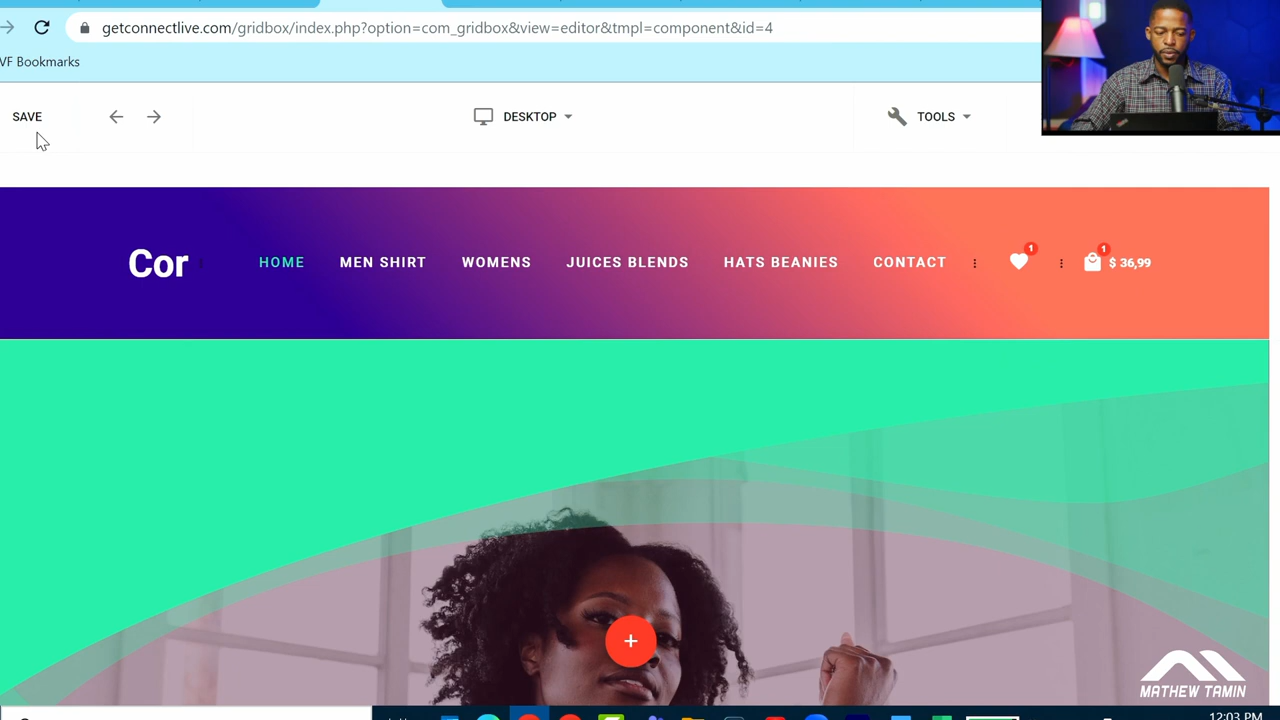 getconnectlive.com/gridbox/index.php?option=com_gridbox&view=editor&tmpl=component&id=4
VF Bookmarks
SAVE
DESKTOP
TOOLS
Cor
HOME
MEN SHIRT
WOMENS
JUICES BLENDS
HATS BEANIES
CONTACT
1
1
$ 36,99
+
MATHEW TAMIN
12:03 PM